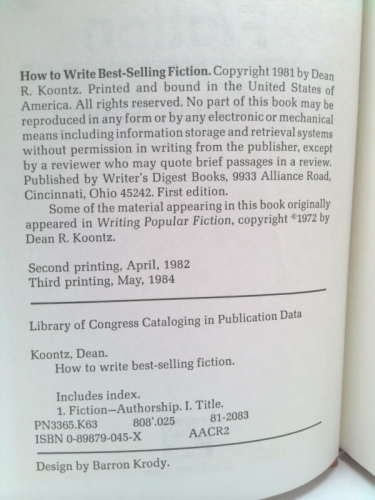 How to Write Best-Selling Fiction. Copyright 1981 by Dean
R. Koontz. Printed and bound in the United States of
America. All rights reserved. No part of this book may be
reproduced in any form or by any electronic or mechanical
means including information storage and retrieval systems
without permission in writing from the publisher, except
by a reviewer who may quote brief passages in a review.
Published by Writer's Digest Books, 9933 Alliance Road,
Cincinnati, Ohio 45242. First edition.
Some of the material appearing in this book originally
appeared in Writing Popular Fiction, copyright ©1972 by
Dean R. Koontz.
Second printing, April, 1982
Third printing, May, 1984
Library of Congress Cataloging in Publication Data
Koontz, Dean.
How to write best-selling fiction.
Includes index.
1. Fiction—Authorship. I. Title.
PN3365.K63 808'.025 81-2083
ISBN 0-89879-045-X AACR2
Design by Barron Krody.